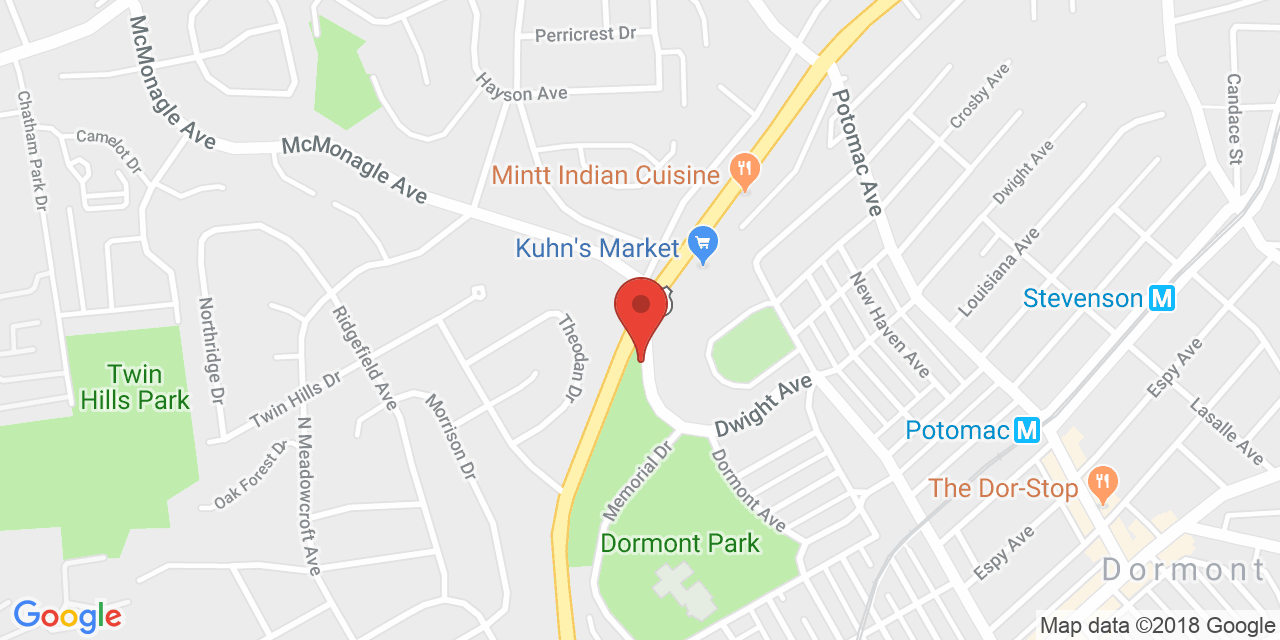 Perricrest Dr
McMonagle Ave
Hayson Ave
Potomac Ave
Crosby Ave
Candace St
Chatham Park Dr
Camelot Dr
McMonagle Ave
Mintt Indian Cuisine
Dwight Ave
Kuhn's Market
Louisiana Ave
Stevenson
M
Northridge Dr
Ridgefield Ave
Theodan Dr
New Haven Ave
Espy Ave
Twin
Hills Park
Twin Hills Dr
Morrison Dr
Dwight Ave
Lasalle Ave
Potomac
M
N Meadowcroft Ave
Oak Forest Dr
Memorial Dr
Dormont Ave
The Dor-Stop
Dormont Park
Espy Ave
Dormont
Google
Map data ©2018 Google